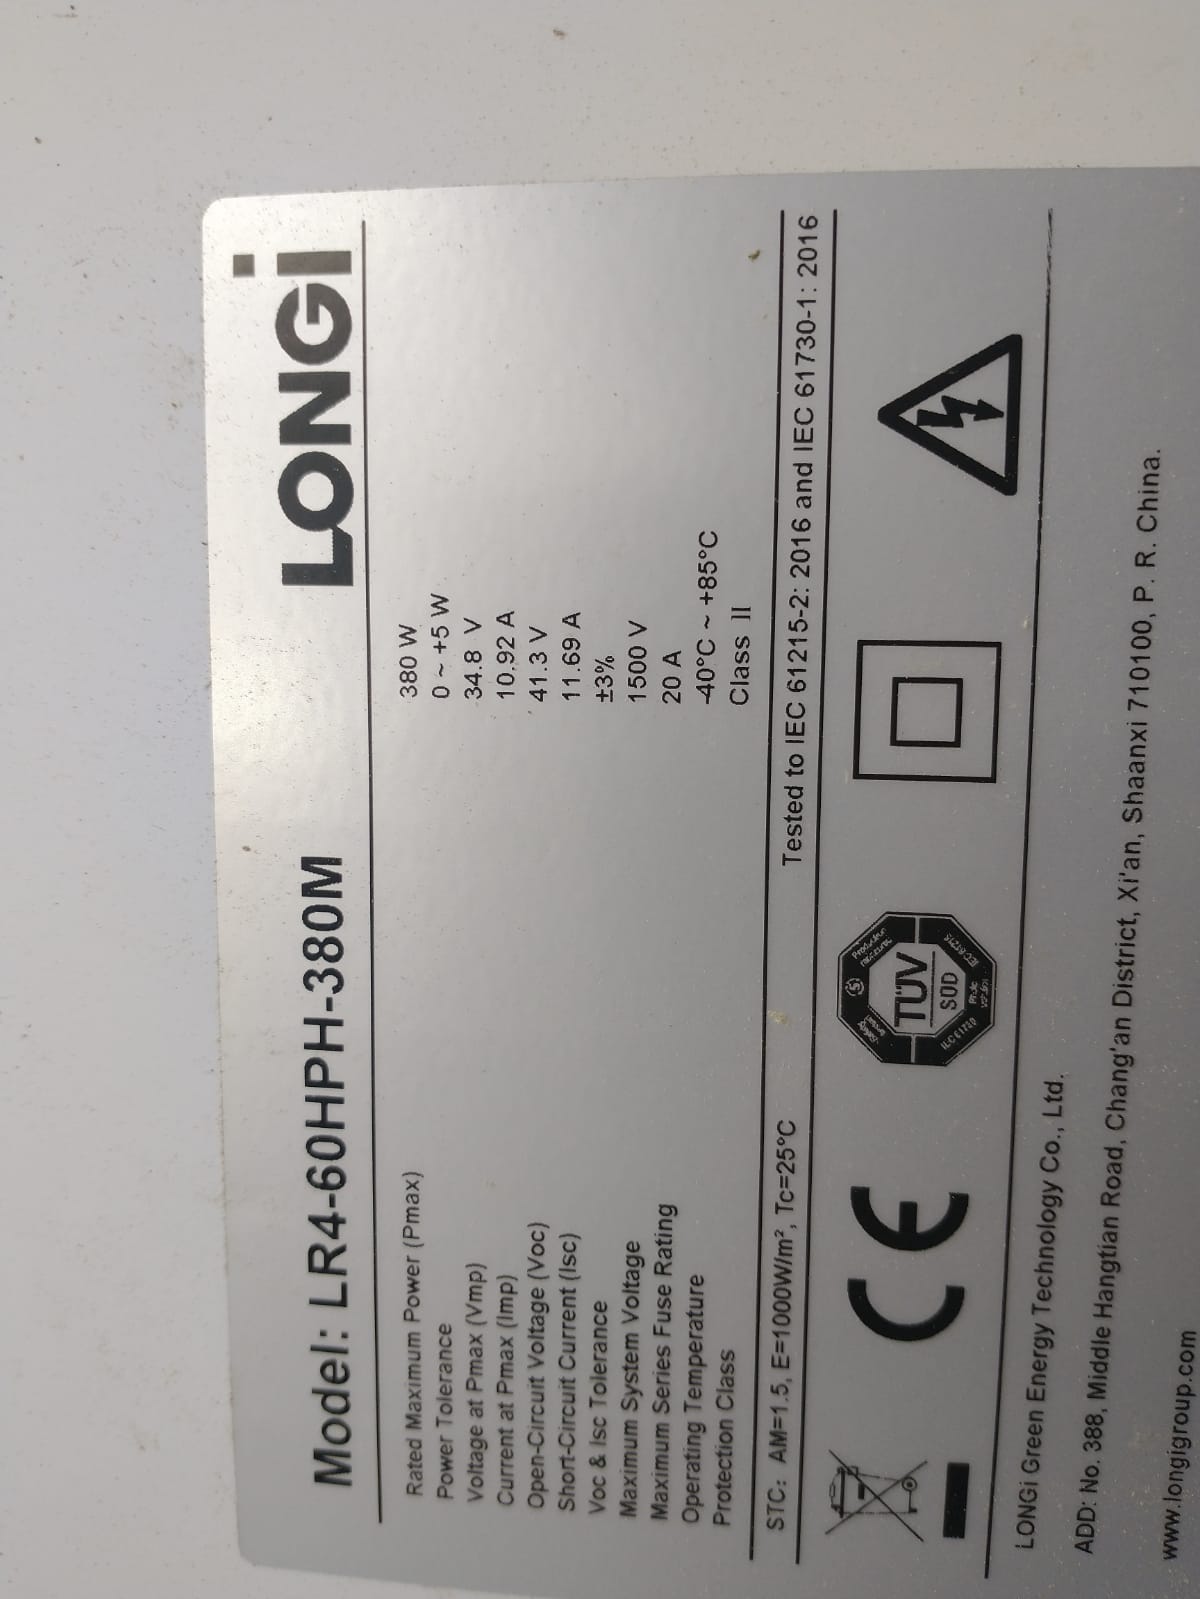 Model: LR4-60HPH-380M LONGi
Rated Maximum Power (Pmax) 380 W
Power Tolerance 0 ~ +5 W
Voltage at Pmax (Vmp) 34.8 V
Current at Pmax (Imp) 10.92 A
Open-Circuit Voltage (Voc) 41.3 V
Short-Circuit Current (Isc) 11.69 A
Voc & Isc Tolerance ±3%
Maximum System Voltage 1500 V
Maximum Series Fuse Rating 20 A
Operating Temperature -40°C ~ +85°C
Protection Class Class II
STC: AM=1.5, E=1000W/m², Tc=25°C Tested to IEC 61215-2: 2016 and IEC 61730-1: 2016
CE
TÜV
SÜD
IEC 61730
IEC 61215
LONGi Green Energy Technology Co., Ltd.
ADD: No. 388, Middle Hangtian Road, Chang'an District, Xi'an, Shaanxi 710100, P. R. China.
www.longigroup.com